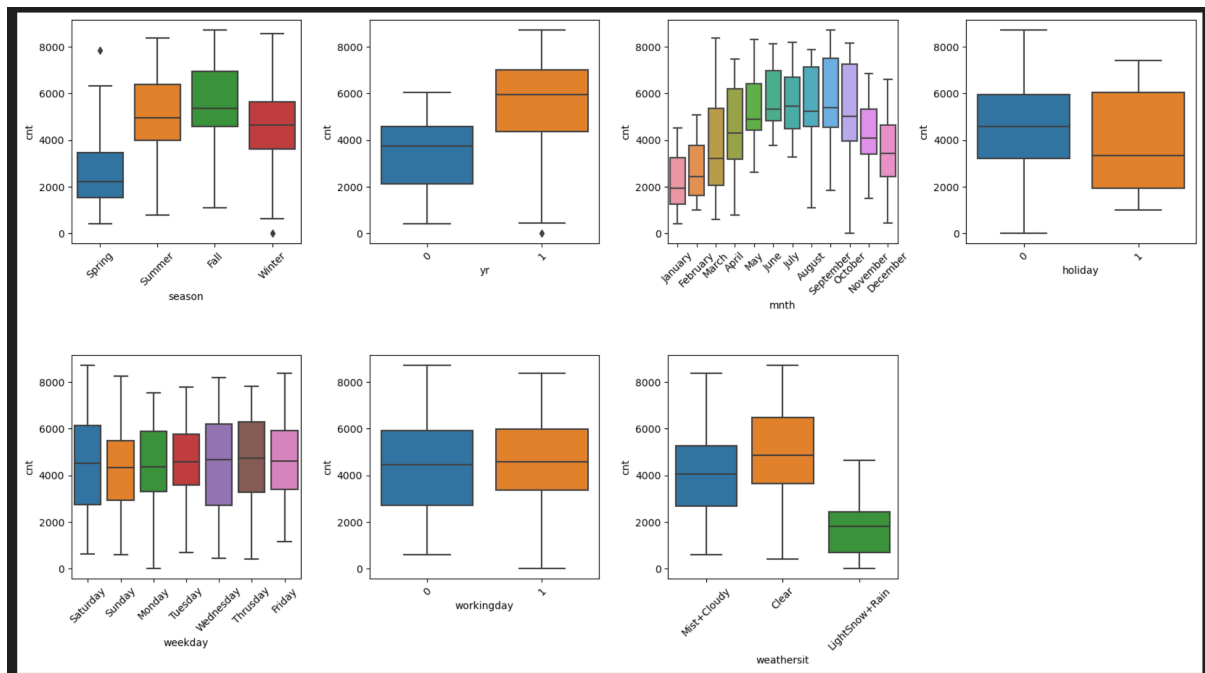 cnt
8000
6000
4000
2000
0
Spring
Summer
Fall
Winter
season
cnt
8000
6000
4000
2000
0
0
1
yr
cnt
8000
6000
4000
2000
0
January
February
March
April
May
June
July
August
September
October
November
December
mnth
cnt
8000
6000
4000
2000
0
0
1
holiday
cnt
8000
6000
4000
2000
0
Saturday
Sunday
Monday
Tuesday
Wednesday
Thrusday
Friday
weekday
cnt
8000
6000
4000
2000
0
0
1
workingday
cnt
8000
6000
4000
2000
0
Mist+Cloudy
Clear
LightSnow+Rain
weathersit